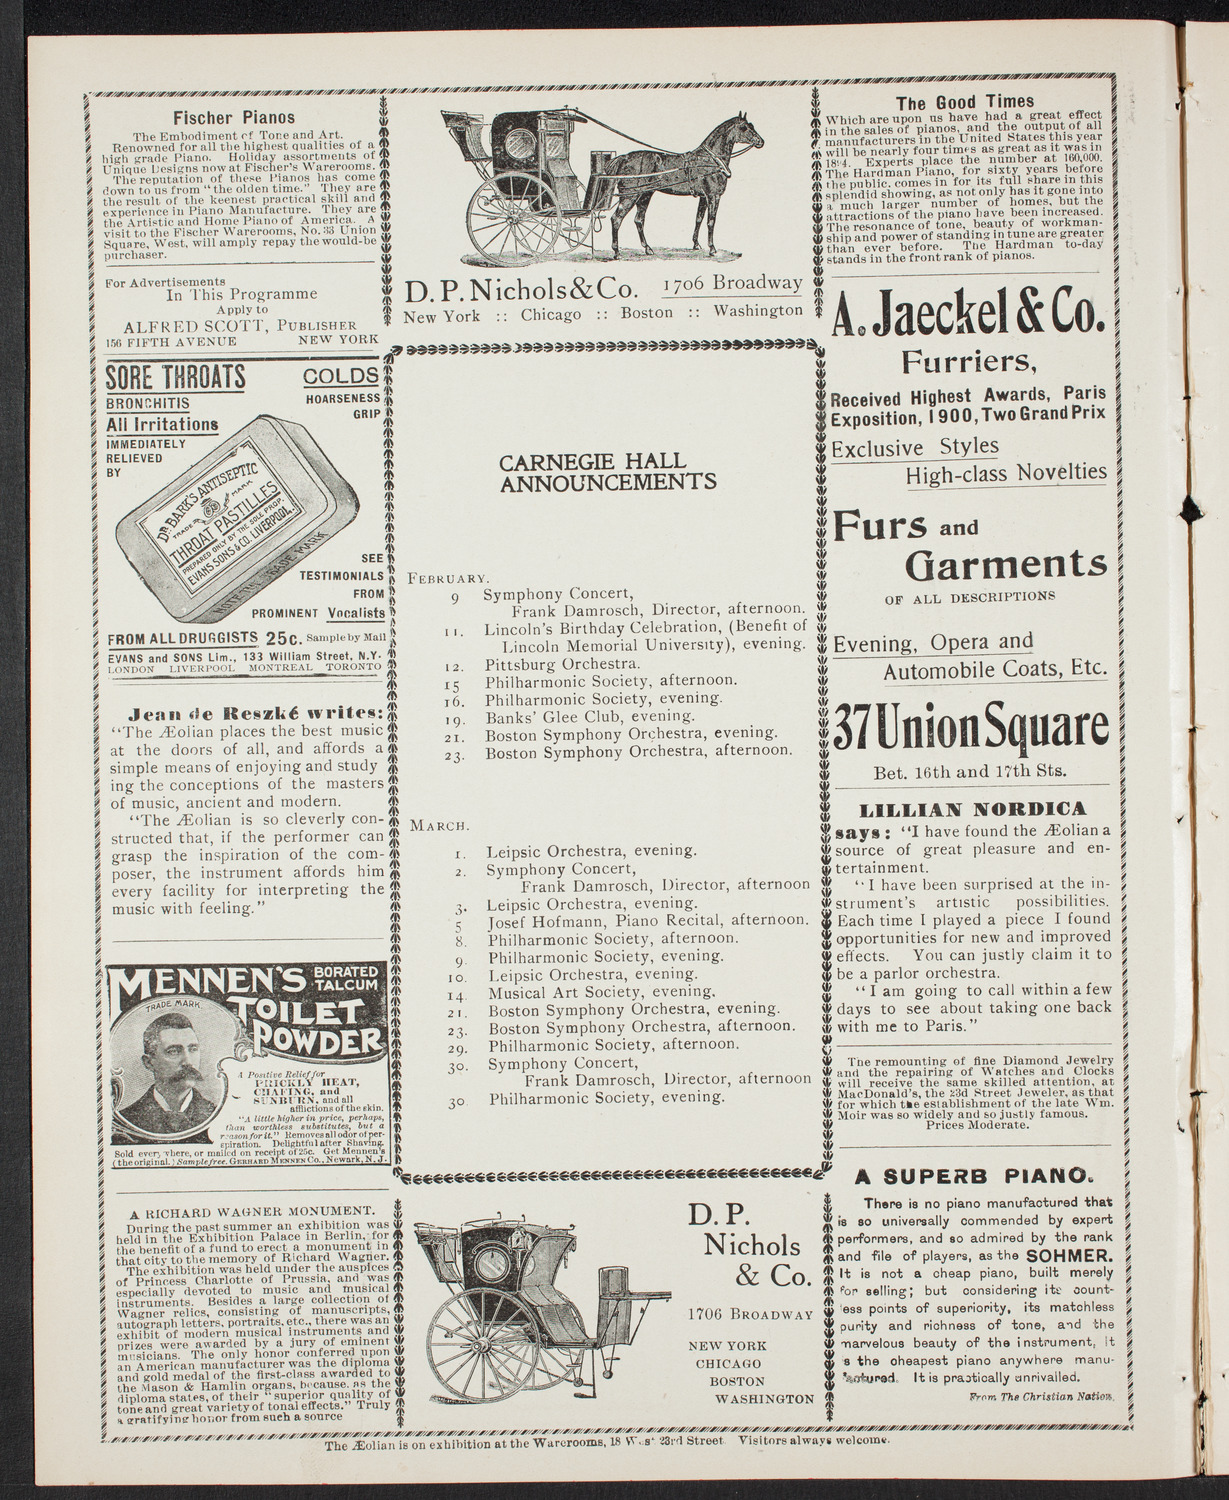 Fischer Pianos
The Embodiment of Tone and Art.
Renowned for all the highest qualities of a
high grade Piano. Holiday assortments of
Unique Designs now at Fischer's Warerooms.
The reputation of these Pianos has come
down to us from "the olden time." They are
the result of the keenest practical skill and
experience in Piano Manufacture. They are
the Artistic and Home Piano of America. A
visit to the Fischer Warerooms, No. 33 Union
Square, West, will amply repay the would-be
purchaser.
For Advertisements
In This Programme
Apply to
ALFRED SCOTT, PUBLISHER
156 FIFTH AVENUE NEW YORK
SORE THROATS COLDS
BRONCHITIS HOARSENESS
All Irritations GRIP
IMMEDIATELY
RELIEVED
BY
DR. BARK'S ANTISEPTIC
TRADE MARK
THROAT PASTILLES
PREPARED ONLY BY THE SOLE PROP.
EVANS SONS & CO. LIVERPOOL.
NOTE THE TRADE MARK
SEE
TESTIMONIALS
FROM
PROMINENT Vocalists
FROM ALL DRUGGISTS 25c. Sample by Mail
EVANS and SONS Lim., 133 William Street, N.Y.
LONDON LIVERPOOL MONTREAL TORONTO
Jean de Reszké writes:
"The Æolian places the best music
at the doors of all, and affords a
simple means of enjoying and study
ing the conceptions of the masters
of music, ancient and modern.
"The Æolian is so cleverly con-
structed that, if the performer can
grasp the inspiration of the com-
poser, the instrument affords him
every facility for interpreting the
music with feeling."
MENNEN'S BORATED
TALCUM
TOILET
POWDER
TRADE MARK
A Positive Relief for
PRICKLY HEAT,
CHAFING, and
SUNBURN, and all
afflictions of the skin.
"A little higher in price, perhaps,
than worthless substitutes, but a
reason for it." Removes all odor of per-
spiration. Delightful after Shaving.
Sold everywhere, or mailed on receipt of 25c. Get Mennen's
(the original.) Sample free. GERHARD MENNEN CO., Newark, N. J.
A RICHARD WAGNER MONUMENT.
During the past summer an exhibition was
held in the Exhibition Palace in Berlin, for
the benefit of a fund to erect a monument in
that city to the memory of Richard Wagner.
The exhibition was held under the auspices
of Princess Charlotte of Prussia, and was
especially devoted to music and musical
instruments. Besides a large collection of
Wagner relics, consisting of manuscripts,
autograph letters, portraits, etc., there was an
exhibit of modern musical instruments and
prizes were awarded by a jury of eminent
musicians. The only honor conferred upon
an American manufacturer was the diploma
and gold medal of the first-class awarded to
the Mason & Hamlin organs, because, as the
diploma states, of their "superior quality of
tone and great variety of tonal effects." Truly
a gratifying honor from such a source
D. P. Nichols & Co. 1706 Broadway
New York :: Chicago :: Boston :: Washington
CARNEGIE HALL
ANNOUNCEMENTS
FEBRUARY.
9 Symphony Concert,
Frank Damrosch, Director, afternoon.
11. Lincoln's Birthday Celebration, (Benefit of
Lincoln Memorial University), evening.
12. Pittsburg Orchestra.
15 Philharmonic Society, afternoon.
16. Philharmonic Society, evening.
19. Banks' Glee Club, evening.
21. Boston Symphony Orchestra, evening.
23. Boston Symphony Orchestra, afternoon.
MARCH.
1. Leipsic Orchestra, evening.
2. Symphony Concert,
Frank Damrosch, Director, afternoon
3. Leipsic Orchestra, evening.
5 Josef Hofmann, Piano Recital, afternoon.
8. Philharmonic Society, afternoon.
9. Philharmonic Society, evening.
10. Leipsic Orchestra, evening.
14. Musical Art Society, evening.
21. Boston Symphony Orchestra, evening.
23. Boston Symphony Orchestra, afternoon.
29. Philharmonic Society, afternoon.
30. Symphony Concert,
Frank Damrosch, Director, afternoon
30 Philharmonic Society, evening.
D. P.
Nichols
& Co.
1706 BROADWAY
NEW YORK
CHICAGO
BOSTON
WASHINGTON
The Good Times
Which are upon us have had a great effect
in the sales of pianos, and the output of all
manufacturers in the United States this year
will be nearly four times as great as it was in
1894. Experts place the number at 160,000.
The Hardman Piano, for sixty years before
the public, comes in for its full share in this
splendid showing, as not only has it gone into
a much larger number of homes, but the
attractions of the piano have been increased.
The resonance of tone, beauty of workman-
ship and power of standing in tune are greater
than ever before. The Hardman to-day
stands in the front rank of pianos.
A. Jaeckel & Co.
Furriers,
Received Highest Awards, Paris
Exposition, 1900, Two Grand Prix
Exclusive Styles
High-class Novelties
Furs and
Garments
OF ALL DESCRIPTIONS
Evening, Opera and
Automobile Coats, Etc.
37 Union Square
Bet. 16th and 17th Sts.
LILLIAN NORDICA
says: "I have found the Æolian a
source of great pleasure and en-
tertainment.
"I have been surprised at the in-
strument's artistic possibilities.
Each time I played a piece I found
opportunities for new and improved
effects. You can justly claim it to
be a parlor orchestra.
"I am going to call within a few
days to see about taking one back
with me to Paris."
The remounting of fine Diamond Jewelry
and the repairing of Watches and Clocks
will receive the same skilled attention, at
MacDonald's, the 23d Street Jeweler, as that
for which the establishment of the late Wm.
Moir was so widely and so justly famous.
Prices Moderate.
A SUPERB PIANO.
There is no piano manufactured that
is so universally commended by expert
performers, and so admired by the rank
and file of players, as the SOHMER.
It is not a cheap piano, built merely
for selling; but considering its count-
less points of superiority, its matchless
purity and richness of tone, and the
marvelous beauty of the instrument, it
is the cheapest piano anywhere manu-
factured. It is practically unrivalled.
From The Christian Nation.
The Æolian is on exhibition at the Warerooms, 18 West 23rd Street. Visitors always welcome.